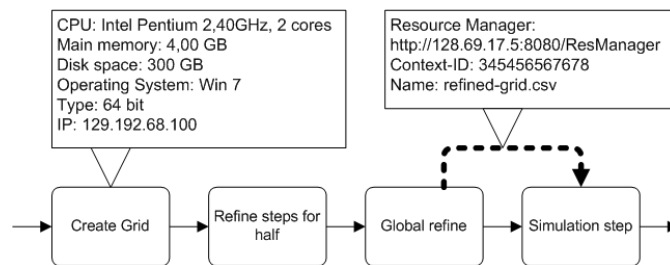 CPU: Intel Pentium 2,40GHz, 2 cores
Main memory: 4,00 GB
Disk space: 300 GB
Operating System: Win 7
Type: 64 bit
IP: 129.192.68.100
Resource Manager:
http://128.69.17.5:8080/ResManager
Context-ID: 345456567678
Name: refined-grid.csv
Create Grid
Refine steps for
half
Global refine
Simulation step